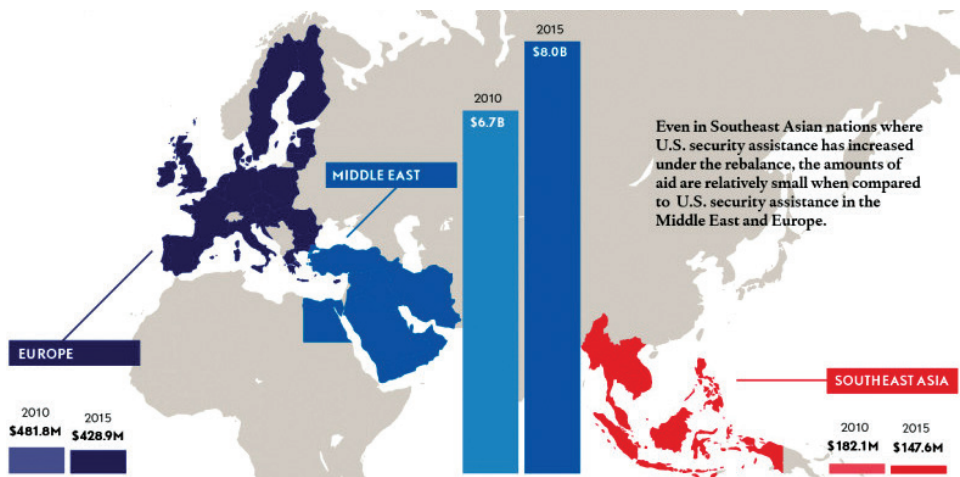 2015
$8.0B
2010
$6.7B
Even in Southeast Asian nations where
U.S. security assistance has increased
under the rebalance, the amounts of
aid are relatively small when compared
to U.S. security assistance in the
Middle East and Europe.
MIDDLE EAST
EUROPE
SOUTHEAST ASIA
2010
$481.8M
2015
$428.9M
2010
$182.1M
2015
$147.6M